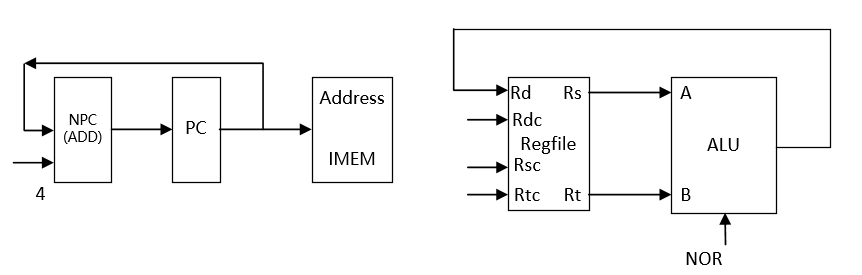 NPC
(ADD)
4
PC
Address
IMEM
Rd
Rs
Rdc
Regfile
Rsc
Rtc
Rt
A
ALU
B
NOR